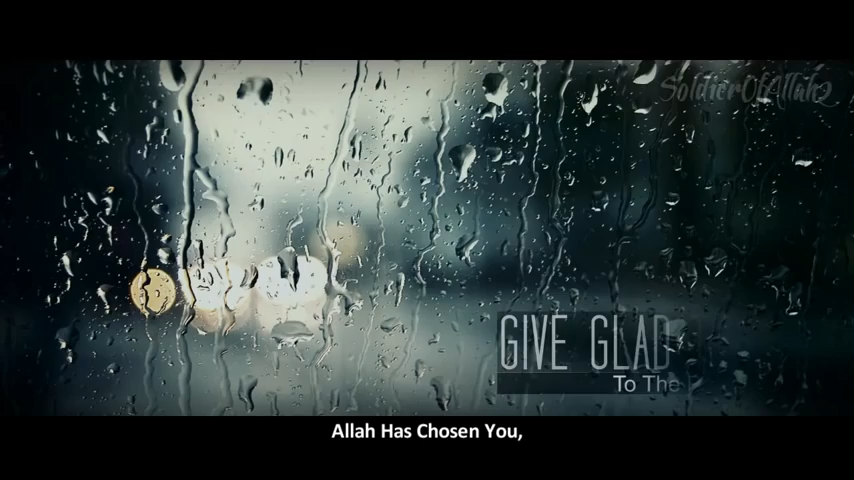 SoldierOfAllah2
GIVE GLAD
To The
Allah Has Chosen You,